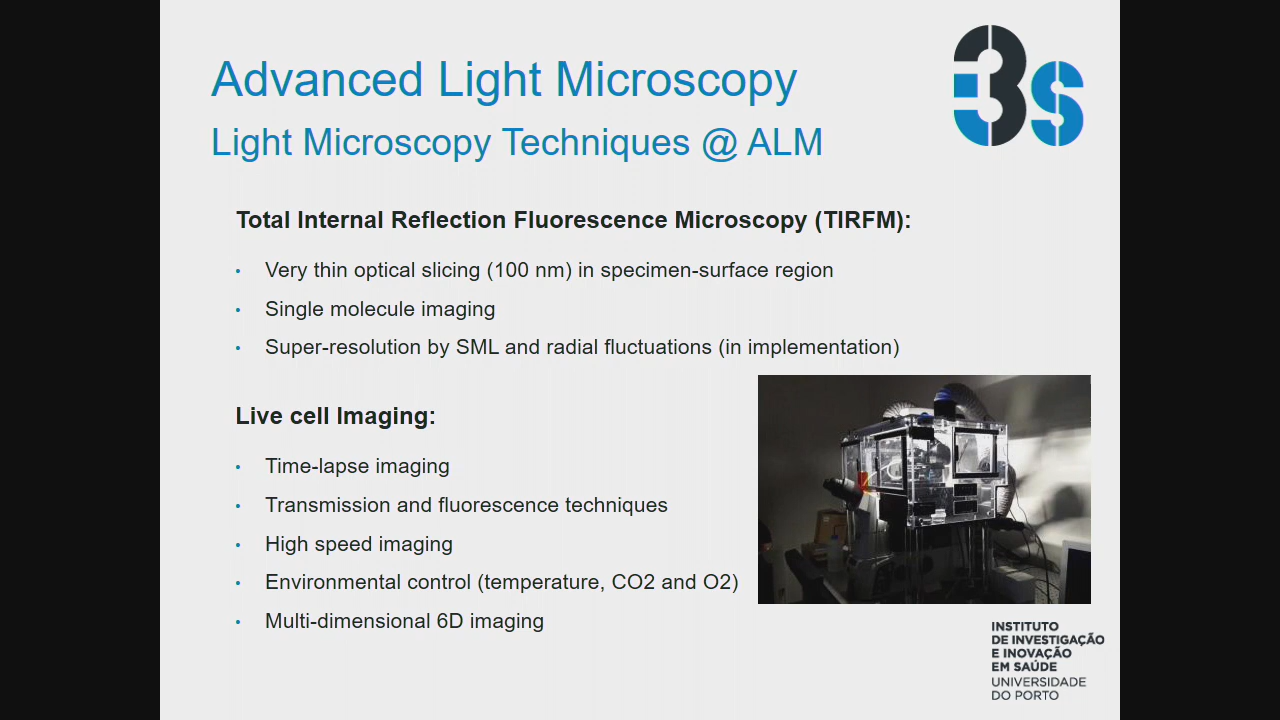 Advanced Light Microscopy
Light Microscopy Techniques @ ALM
i3s
Total Internal Reflection Fluorescence Microscopy (TIRFM):
• Very thin optical slicing (100 nm) in specimen-surface region
• Single molecule imaging
• Super-resolution by SML and radial fluctuations (in implementation)
Live cell Imaging:
• Time-lapse imaging
• Transmission and fluorescence techniques
• High speed imaging
• Environmental control (temperature, CO2 and O2)
• Multi-dimensional 6D imaging
INSTITUTO
DE INVESTIGAÇÃO
E INOVAÇÃO
EM SAÚDE
UNIVERSIDADE
DO PORTO